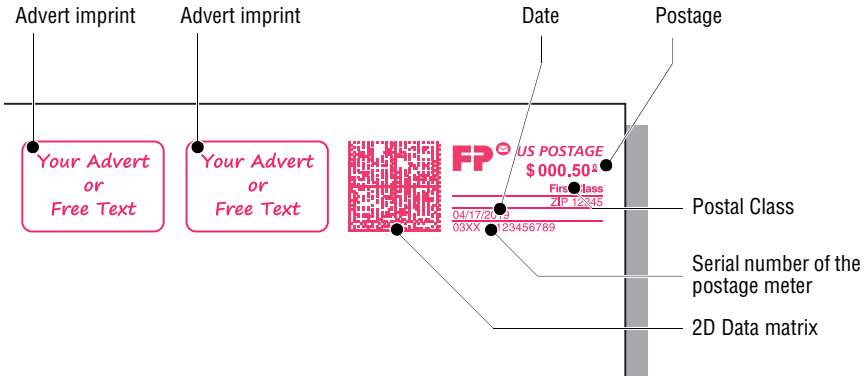 Advert imprint
Advert imprint
Date
Postage
Your Advert
or
Free Text
Your Advert
or
Free Text
FP
US POSTAGE
$ 000.50⁰
First Class
ZIP 12345
04/17/2019
03XX 123456789
Postal Class
Serial number of the
postage meter
2D Data matrix